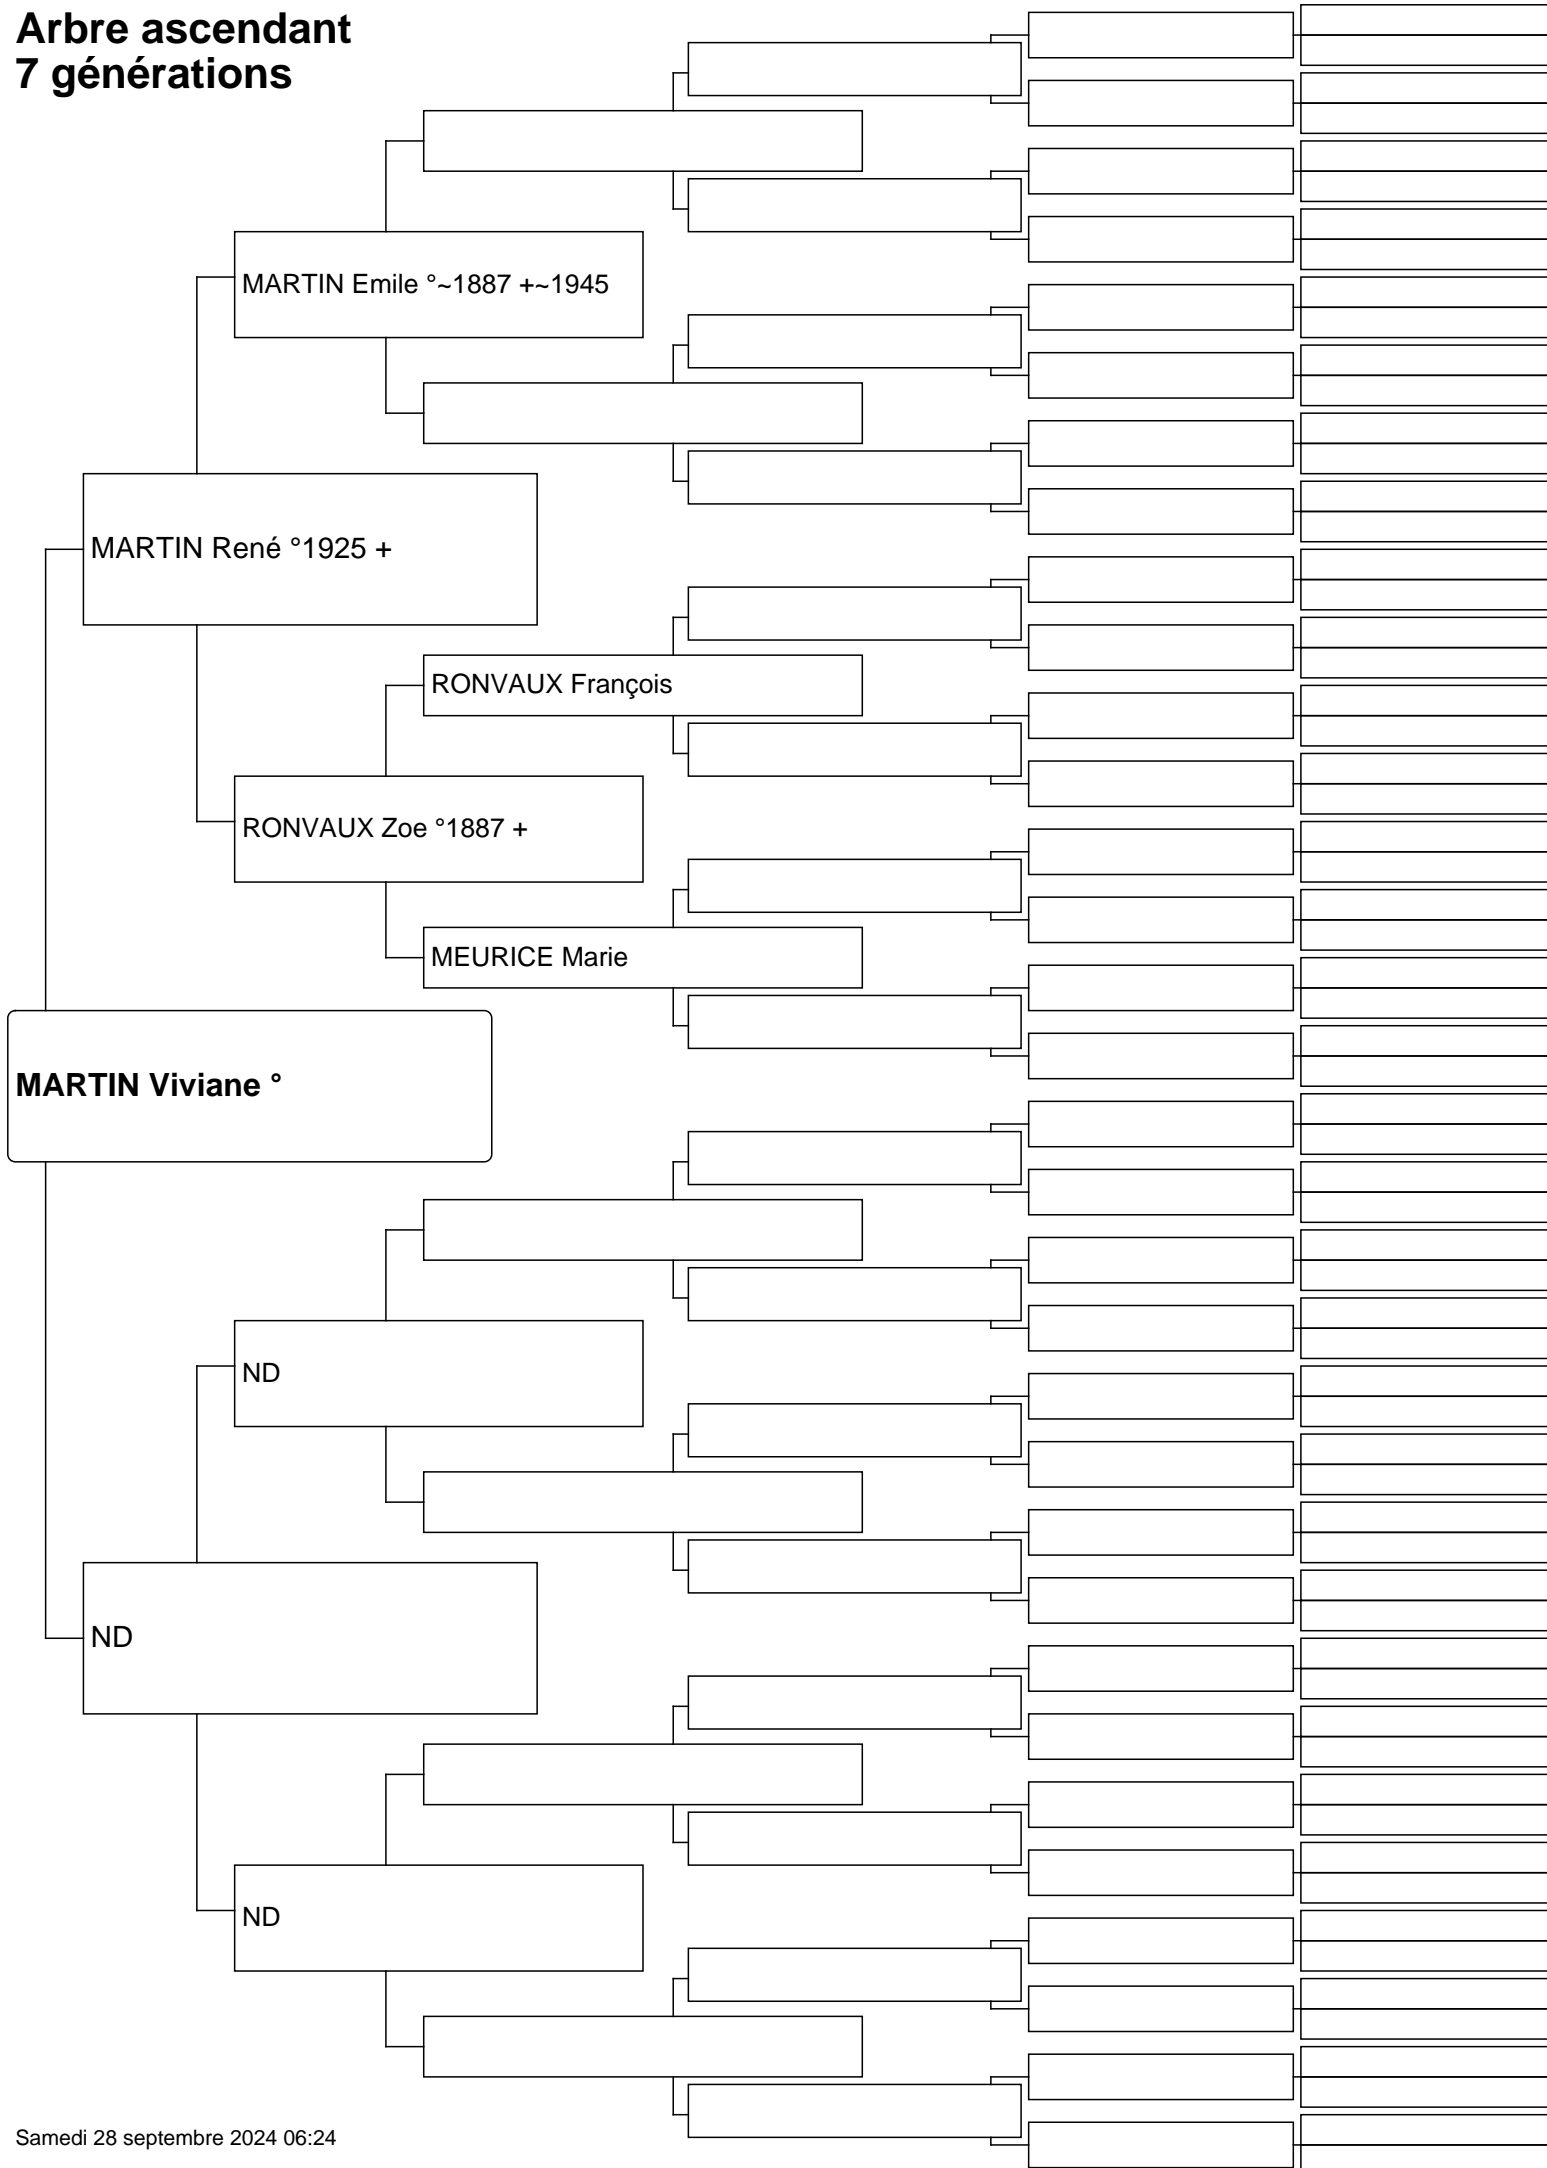 Arbre ascendant
7 générations
MARTIN Emile °~1887 +~1945
MARTIN René °1925 +
RONVAUX François
RONVAUX Zoe °1887 +
MEURICE Marie
MARTIN Viviane °
ND
ND
ND
Samedi 28 septembre 2024 06:24